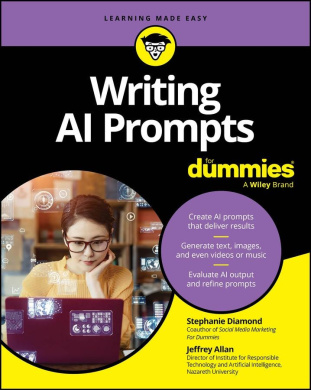 LEARNING MADE EASY
Writing
AI Prompts
for
dummies®
A Wiley Brand
Create AI prompts
that deliver results
Generate text, images,
and even videos or music
Evaluate AI output
and refine prompts
Stephanie Diamond
Coauthor of Social Media Marketing
For Dummies
Jeffrey Allan
Director of Institute for Responsible
Technology and Artificial Intelligence,
Nazareth University